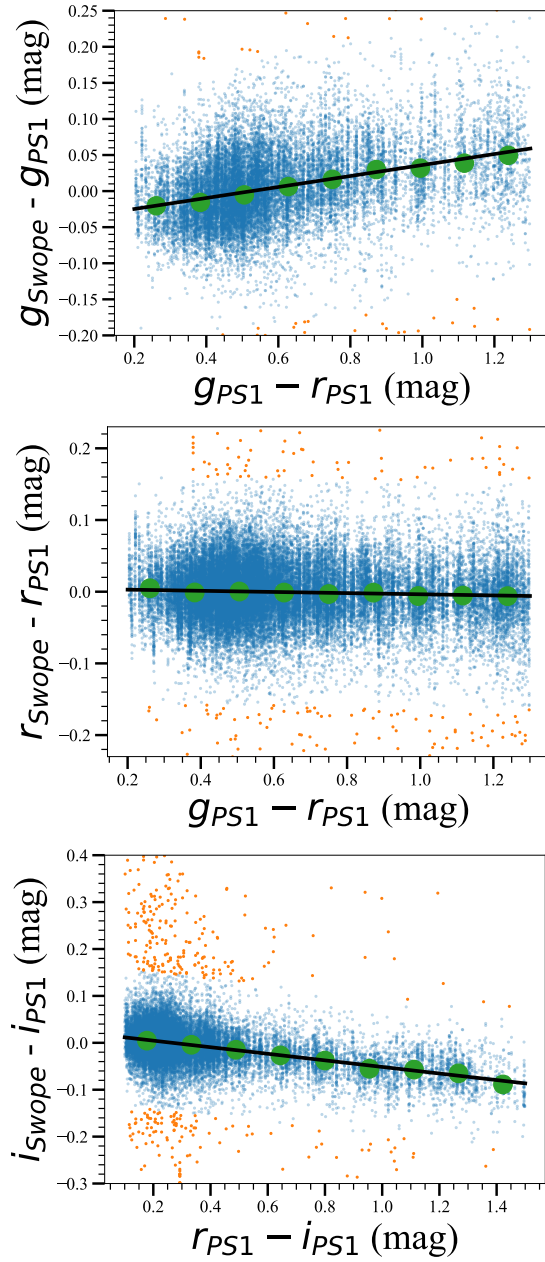 g_Swope - g_PS1 (mag)
0.25
0.20
0.15
0.10
0.05
0.00
−0.05
−0.10
−0.15
−0.20
0.2 0.4 0.6 0.8 1.0 1.2
g_PS1 − r_PS1 (mag)
r_Swope - r_PS1 (mag)
0.2
0.1
0.0
−0.1
−0.2
0.2 0.4 0.6 0.8 1.0 1.2
g_PS1 − r_PS1 (mag)
i_Swope - i_PS1 (mag)
0.4
0.3
0.2
0.1
0.0
−0.1
−0.2
−0.3
0.2 0.4 0.6 0.8 1.0 1.2 1.4
r_PS1 − i_PS1 (mag)